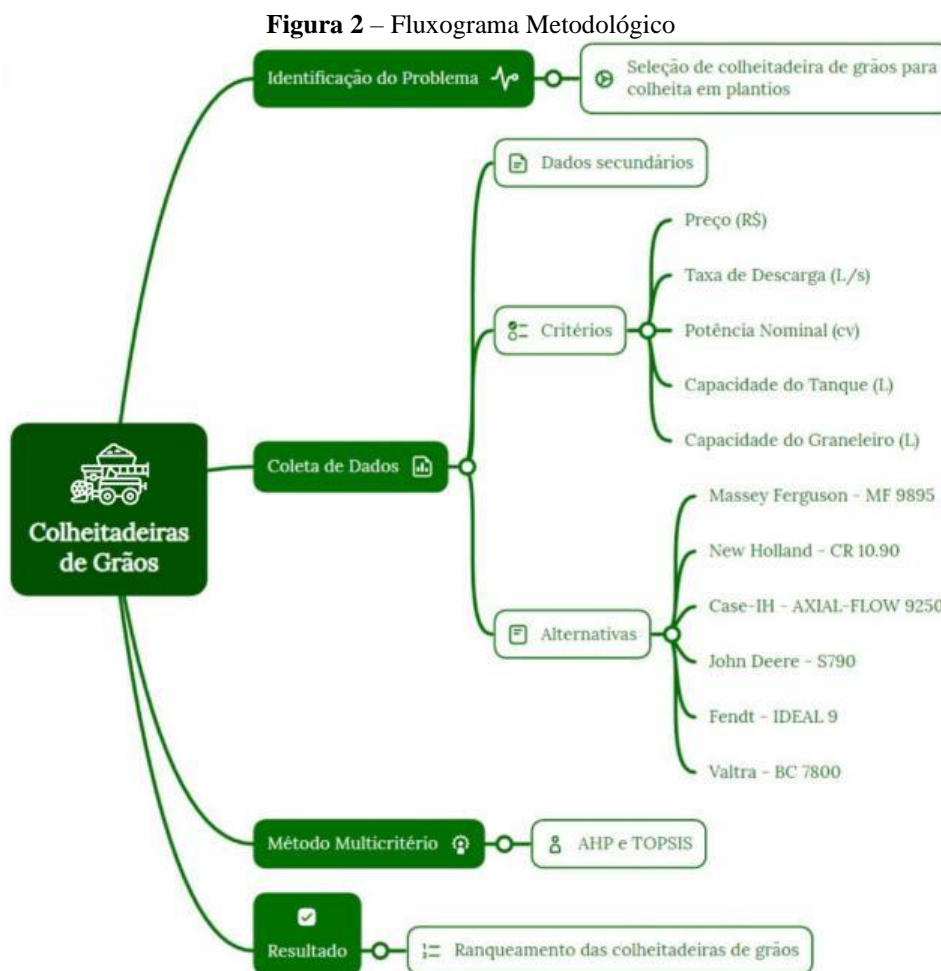 Figura 2 – Fluxograma Metodológico
Identificação do Problema
Seleção de colheitadeira de grãos para
colheita em plantios
Dados secundários
Preço (R$)
Taxa de Descarga (L/s)
Critérios
Potência Nominal (cv)
Capacidade do Tanque (L)
Capacidade do Graneleiro (L)
Colheitadeiras
de Grãos
Coleta de Dados
Massey Ferguson - MF 9895
New Holland - CR 10.90
Case-IH - AXIAL-FLOW 9250
Alternativas
John Deere - S790
Fendt - IDEAL 9
Valtra - BC 7800
Método Multicritério
AHP e TOPSIS
Resultado
Ranqueamento das colheitadeiras de grãos